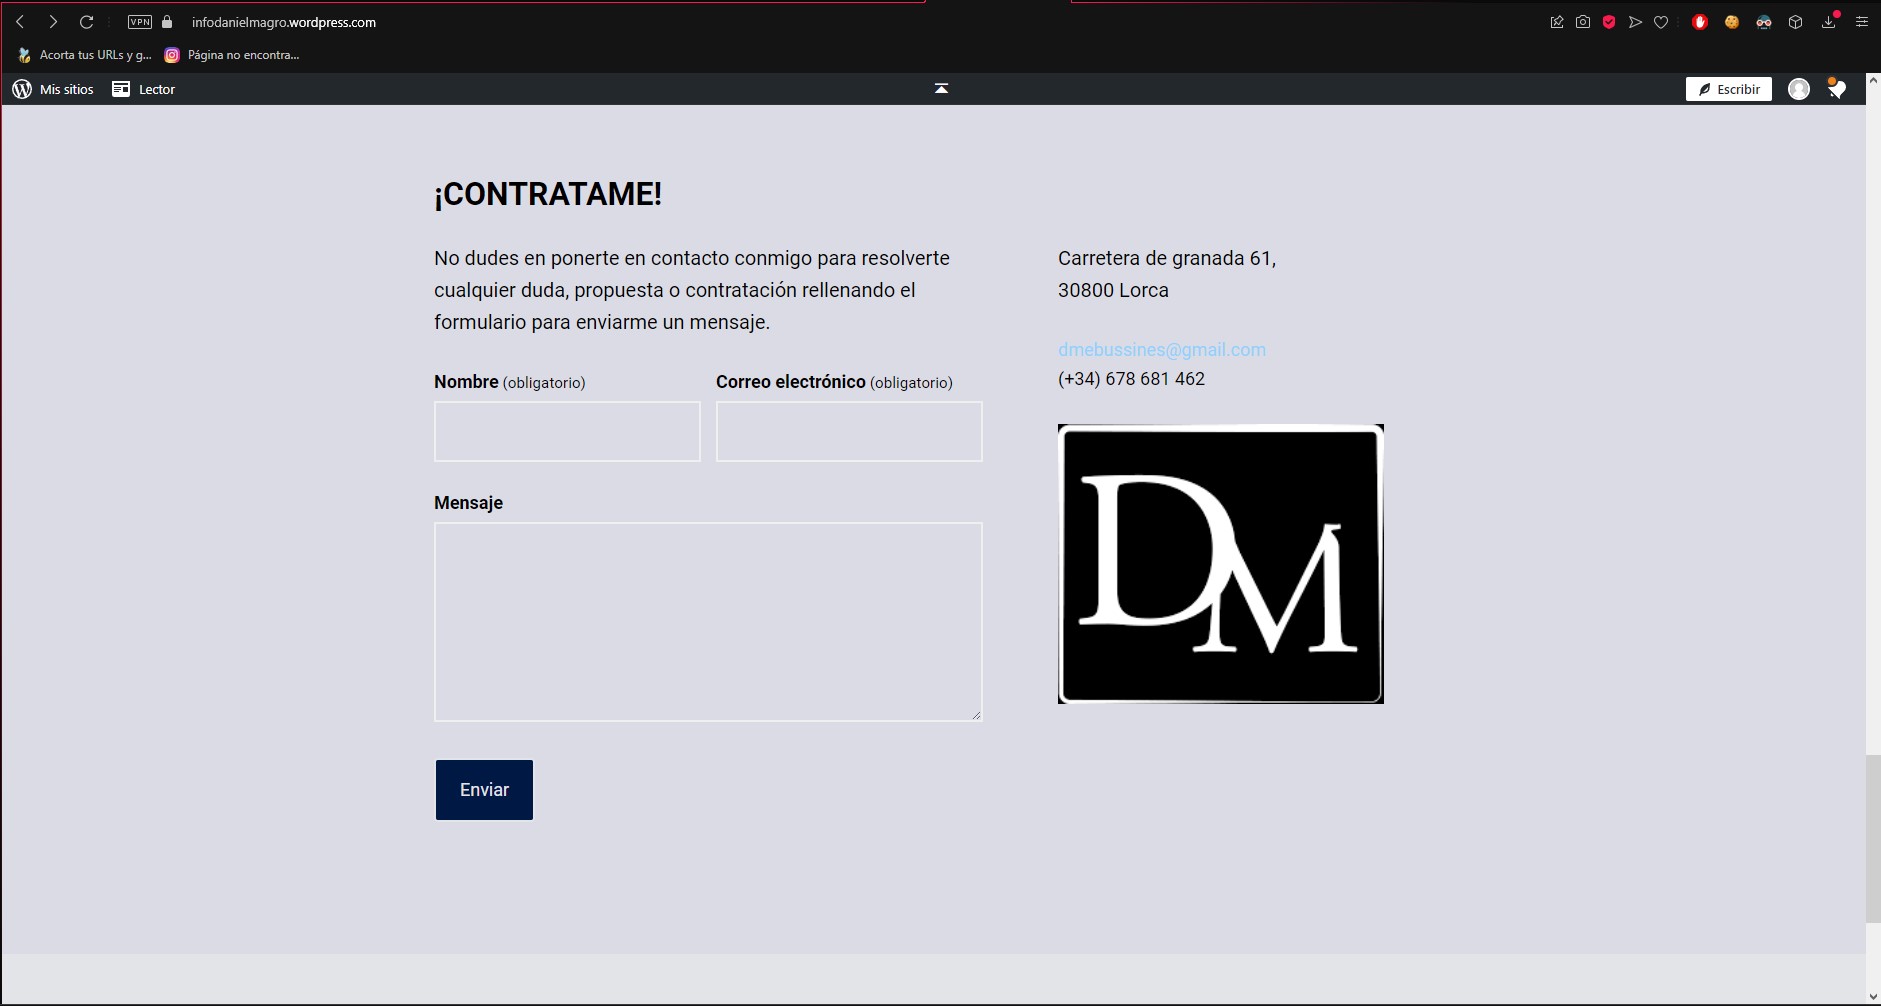 VPN
infodanielmagro.wordpress.com
Acorta tus URLs y g... Página no encontra...
Mis sitios Lector Escribir
¡CONTRATAME!
No dudes en ponerte en contacto conmigo para resolverte
cualquier duda, propuesta o contratación rellenando el
formulario para enviarme un mensaje.
Nombre (obligatorio)
Correo electrónico (obligatorio)
Mensaje
Enviar
Carretera de granada 61,
30800 Lorca
dmebussines@gmail.com
(+34) 678 681 462
DM